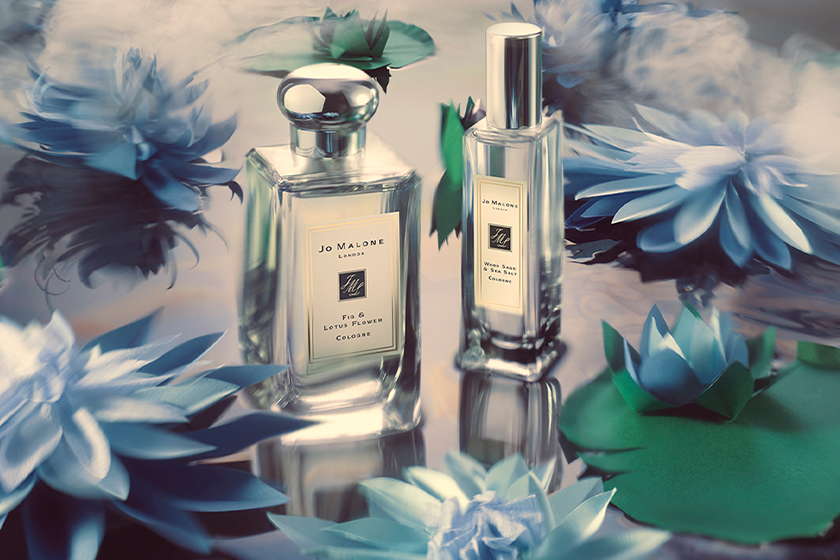 Jo Malone
London
Fig &
Lotus Flower
Cologne
Jo Malone
London
Wood Sage
& Sea Salt
Cologne